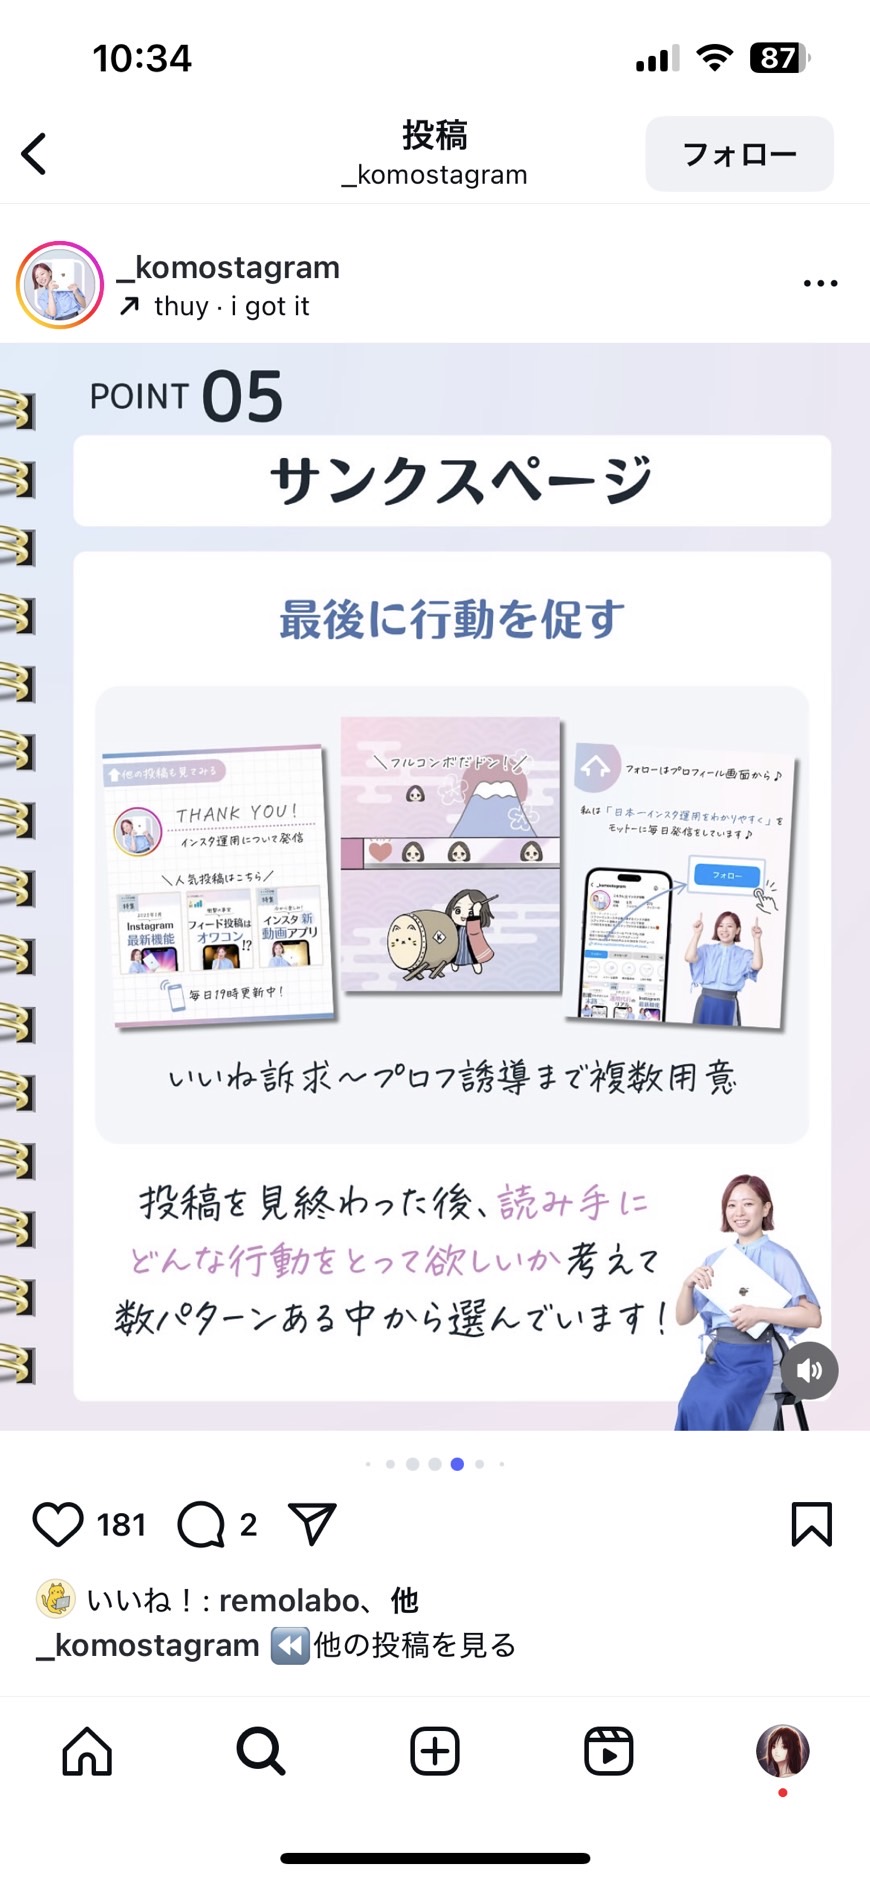 10:34
87
投稿
_komostagram
フォロー
_komostagram
thuy · i got it
POINT 05
サンクスページ
最後に行動を促す
他の投稿も見てみる
THANK YOU!
インスタ運用について発信
＼人気投稿はこちら／
特集
Instagram
最新機能
フィード投稿は
オワコン!?
特集
インスタ新
動画アプリ
毎日19時更新中！
＼フルコンボだドン！／
フォローはプロフィール画面から♪
私は「日本一インスタ運用をわかりやすく」を
モットーに毎日発信をしています♪
フォロー
いいね訴求〜プロフ誘導まで複数用意
投稿を見終わった後、読み手に
どんな行動をとって欲しいか考えて
数パターンある中から選んでいます！
181
2
いいね！: remolabo、他
_komostagram ⏪他の投稿を見る